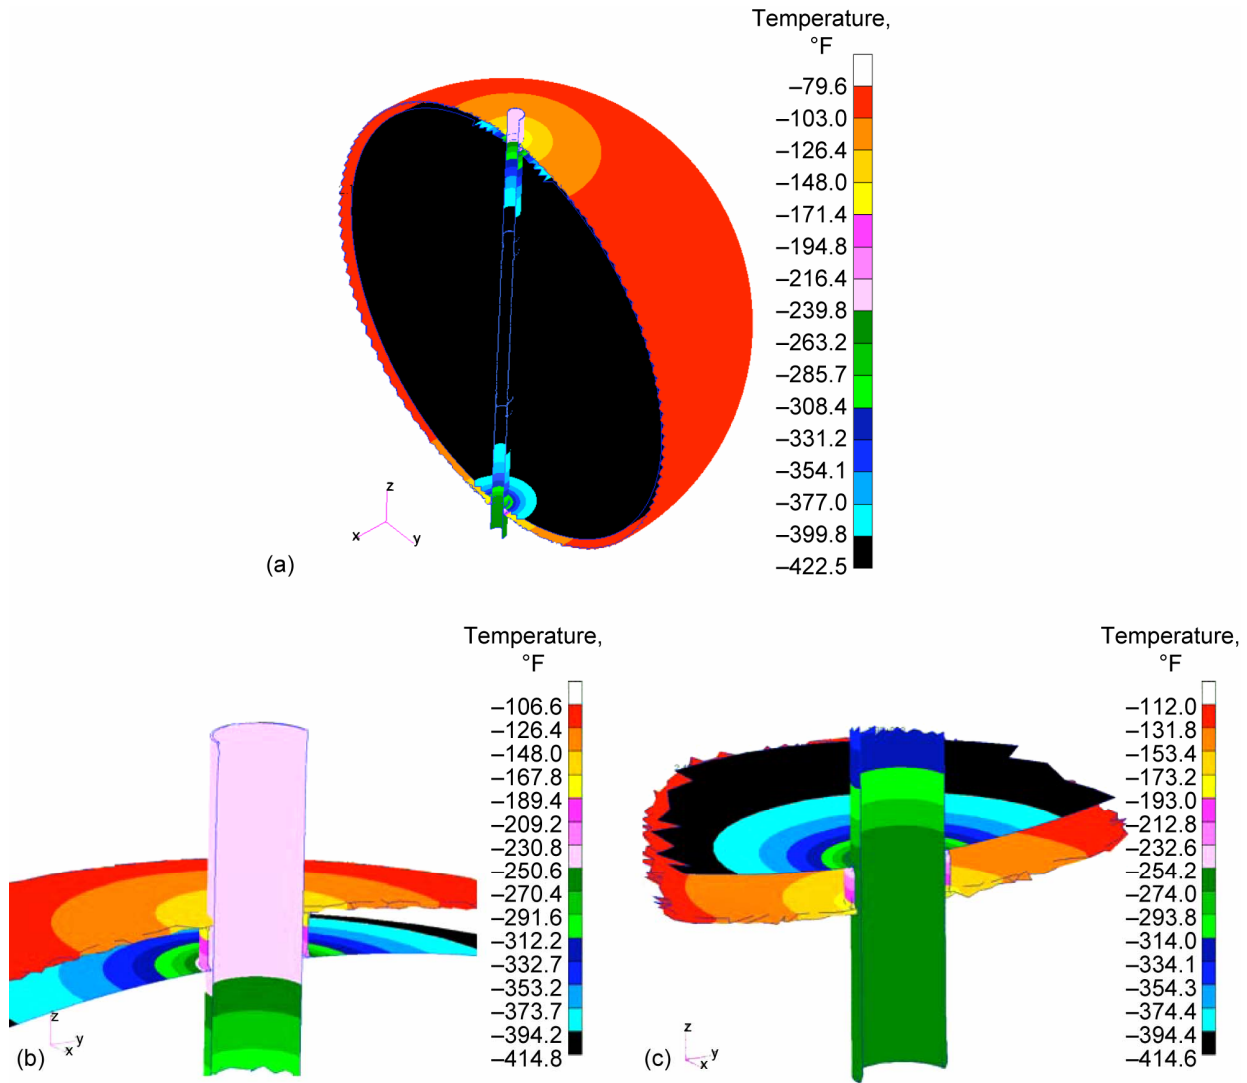 Temperature,
°F
–79.6
–103.0
–126.4
–148.0
–171.4
–194.8
–216.4
–239.8
–263.2
–285.7
–308.4
–331.2
–354.1
–377.0
–399.8
–422.5
z
x
y
(a)
Temperature,
°F
–106.6
–126.4
–148.0
–167.8
–189.4
–209.2
–230.8
–250.6
–270.4
–291.6
–312.2
–332.7
–353.2
–373.7
–394.2
–414.8
z
y
x
(b)
Temperature,
°F
–112.0
–131.8
–153.4
–173.2
–193.0
–212.8
–232.6
–254.2
–274.0
–293.8
–314.0
–334.1
–354.3
–374.4
–394.4
–414.6
z
y
x
(c)